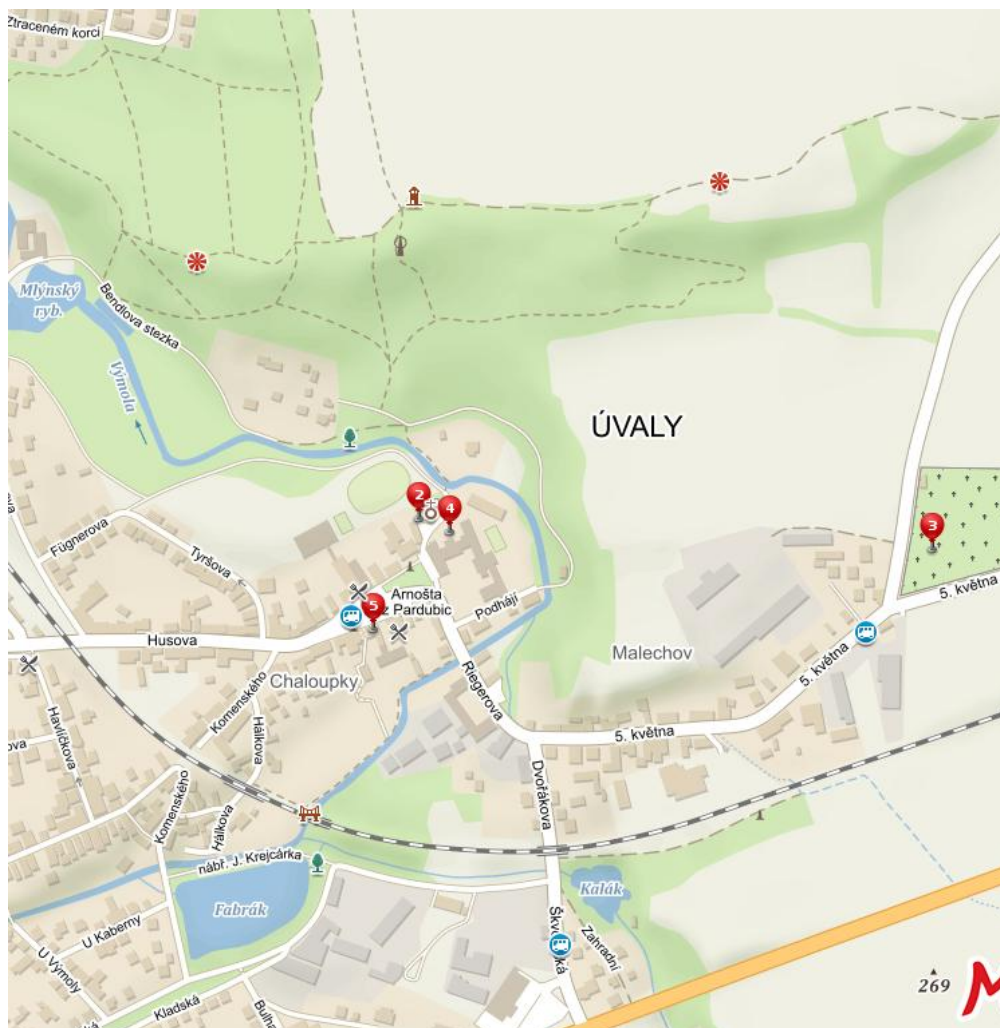 Ztraceném korci
Mlýnský
ryb.
Bendlova stezka
Výmola
ÚVALY
2
4
3
Fügnerova
Tyršova
5. května
Arnošta
z Pardubic
5
Podhájí
Husova
Malechov
5. května
Chaloupky
Komenského
Riegerova
Hálkova
Havlíčkova
5. května
Dvořákova
Komenského
Hálkova
nábř. J. Krejcárka
Kalák
Fabrák
U Kaberny
Zahradní
U Výmoly
269
Kladská